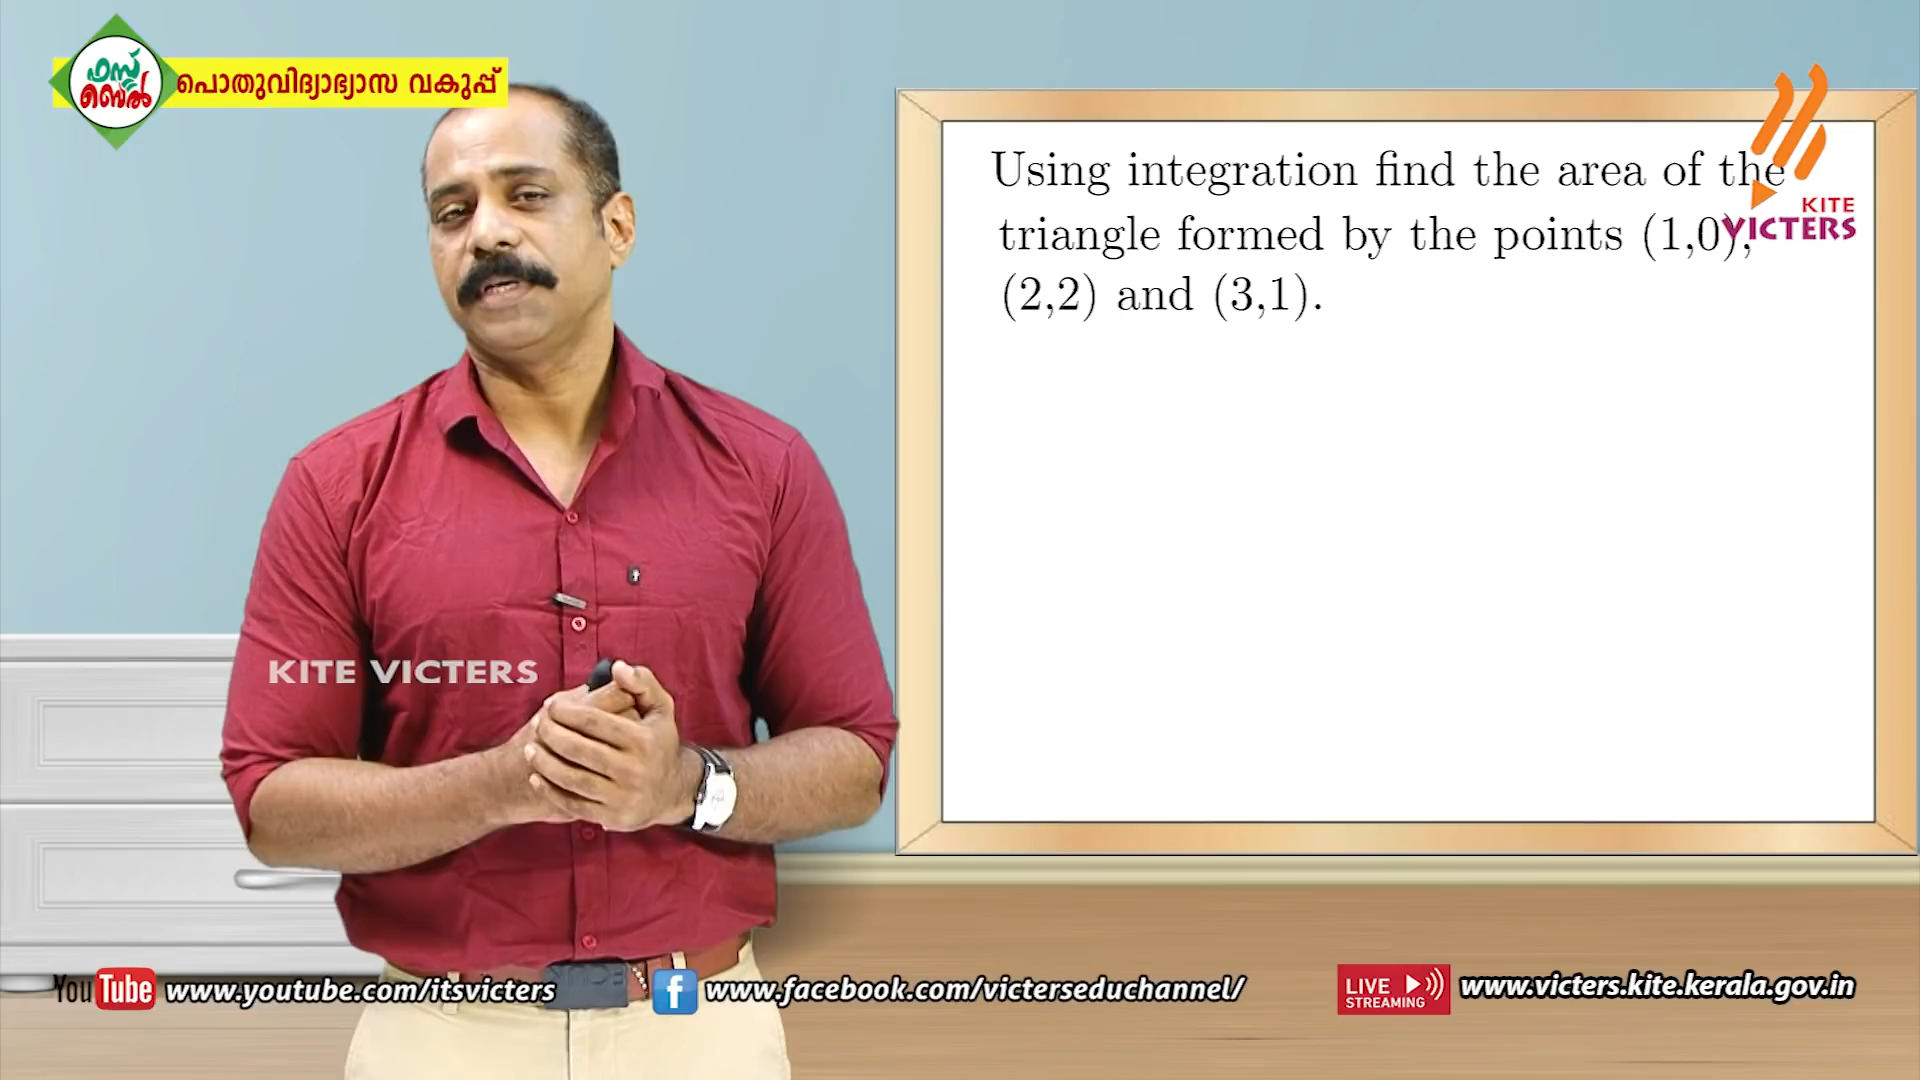 ഫസ്റ്റ്
ബെൽ
പൊതുവിദ്യാഭ്യാസ വകുപ്പ്
Using integration find the area of the
triangle formed by the points (1,0),
(2,2) and (3,1).
KITE
VICTERS
KITE VICTERS
You Tube www.youtube.com/itsvicters
f www.facebook.com/victerseduchannel/
LIVE STREAMING www.victers.kite.kerala.gov.in